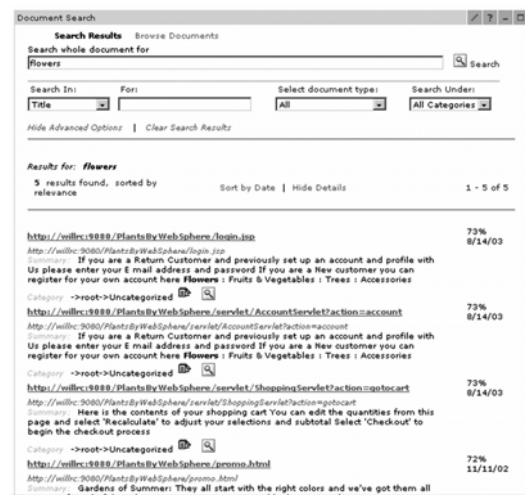 Document Search
Search Results Browse Documents
Search whole document for
flowers
Search
Search In: For: Select document type: Search Under:
Title All All Categories
Hide Advanced Options | Clear Search Results
Results for: flowers
5 results found, sorted by relevance Sort by Date | Hide Details 1 - 5 of 5
http://willrc:9080/PlantsByWebSphere/login.jsp 73%
8/14/03
http://willrc:9080/PlantsByWebSphere/login.jsp
Summary: If you are a Return Customer and previously set up an account and profile with
Us please enter your E mail address and password If you are a New customer you can
register for your own account here Flowers : Fruits & Vegetables : Trees : Accessories
Category ->root->Uncategorized
http://willrc:9080/PlantsByWebSphere/servlet/AccountServlet?action=account 73%
8/14/03
http://willrc:9080/PlantsByWebSphere/servlet/AccountServlet?action=account
Summary: If you are a Return Customer and previously set up an account and profile with
Us please enter your E mail address and password If you are a New customer you can
register for your own account here Flowers : Fruits & Vegetables : Trees : Accessories
Category ->root->Uncategorized
http://willrc:9080/PlantsByWebSphere/servlet/ShoppingServlet?action=gotocart 73%
8/14/03
http://willrc:9080/PlantsByWebSphere/servlet/ShoppingServlet?action=gotocart
Summary: Here is the contents of your shopping cart You can edit the quantities from this
page and select 'Recalculate' to adjust your selections and subtotal Select 'Checkout' to
begin the checkout process
Category ->root->Uncategorized
http://willrc:9080/PlantsByWebSphere/promo.html 72%
11/11/02
http://willrc:9080/PlantsByWebSphere/promo.html
Summary: Gardens of Summer: They all start with the right colors and we've got them all